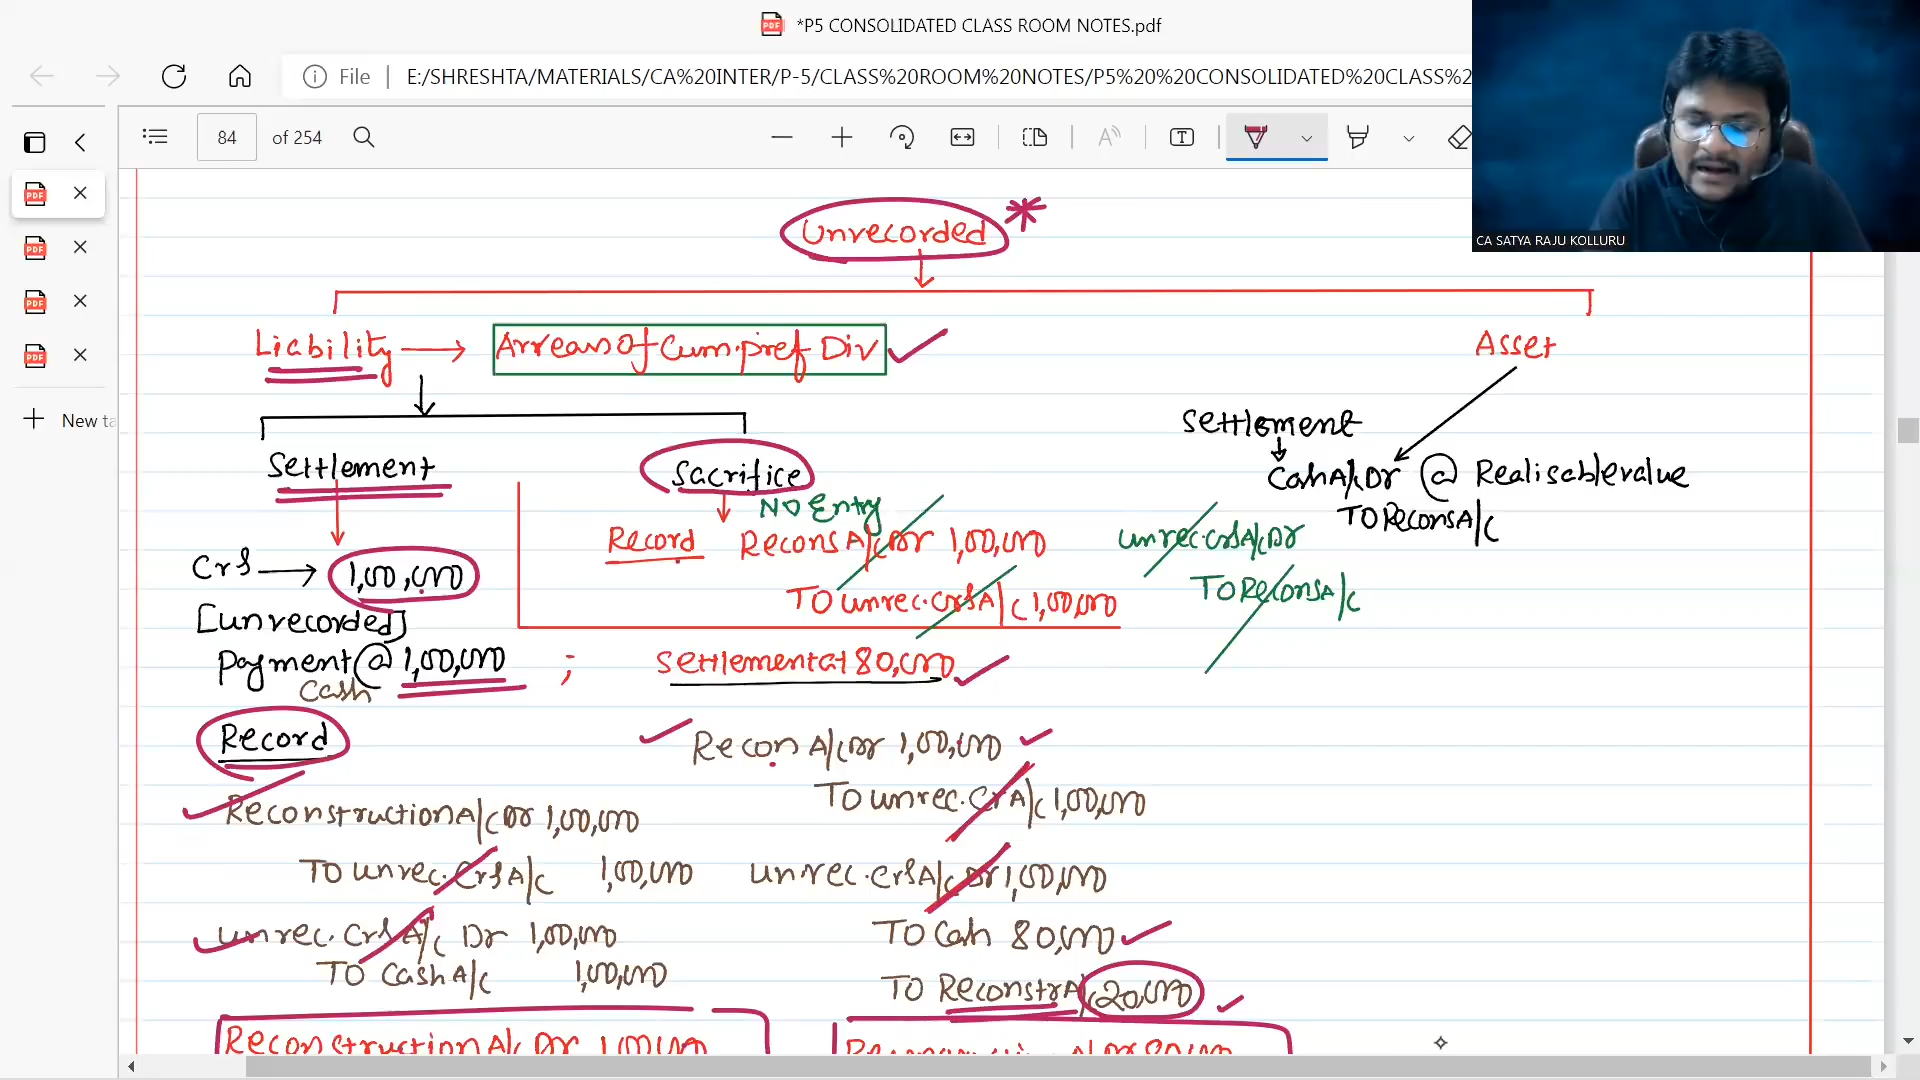 *P5 CONSOLIDATED CLASS ROOM NOTES.pdf
File
E:/SHRESHTA/MATERIALS/CA%20INTER/P-5/CLASS%20ROOM%20NOTES/P5%20%20CONSOLIDATED%20CLASS%2
84 of 254
New ta
CA SATYA RAJU KOLLURU
Unrecorded *
Liability → Arrears Of Cum.pref Div
Asset
Settlement
Sacrifice
Settlement
Cash A/c Dr @ Realisable value
TO Recons A/c
NO Entry
Record Recons A/c Dr 1,00,000
TO unrec.Crs A/c 1,00,000
unrec.Crs A/c Dr
TO Recons A/c
Crs → 1,00,000
[unrecorded]
payment @ 1,00,000 ; settlement at 80,000
Cash
Record
Recon A/c Dr 1,00,000
TO unrec.Cr A/c 1,00,000
Reconstruction A/c Dr 1,00,000
TO unrec.Crs A/c 1,00,000
unrec.Crs A/c Dr 1,00,000
unrec.Crs A/c Dr 1,00,000
TO Cash A/c 1,00,000
TO Cash 80,000
TO Reconstr A/c 20,000
Reconstruction A/c Dr 1,00,000